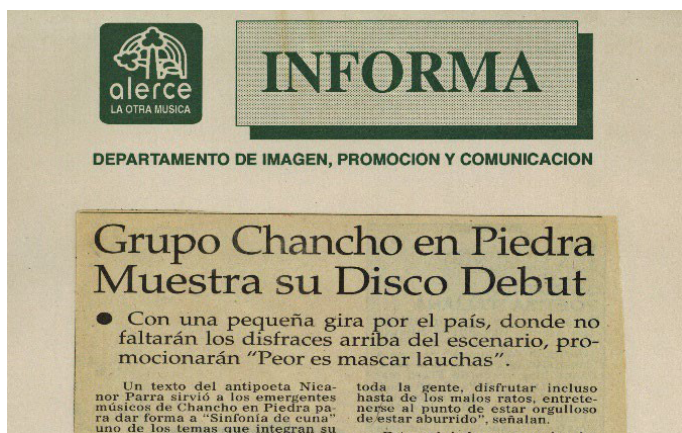 alerce
LA OTRA MUSICA
INFORMA
DEPARTAMENTO DE IMAGEN, PROMOCION Y COMUNICACION
Grupo Chancho en Piedra
Muestra su Disco Debut
● Con una pequeña gira por el país, donde no
faltarán los disfraces arriba del escenario, pro-
mocionarán "Peor es mascar lauchas".
Un texto del antipoeta Nica-
nor Parra sirvió a los emergentes
músicos de Chancho en Piedra pa-
ra dar forma a "Sinfonía de cuna"
uno de los temas que integran su
toda la gente, disfrutar incluso
hasta de los malos ratos, entrete-
nerse al punto de estar orgulloso
de estar aburrido", señalan.